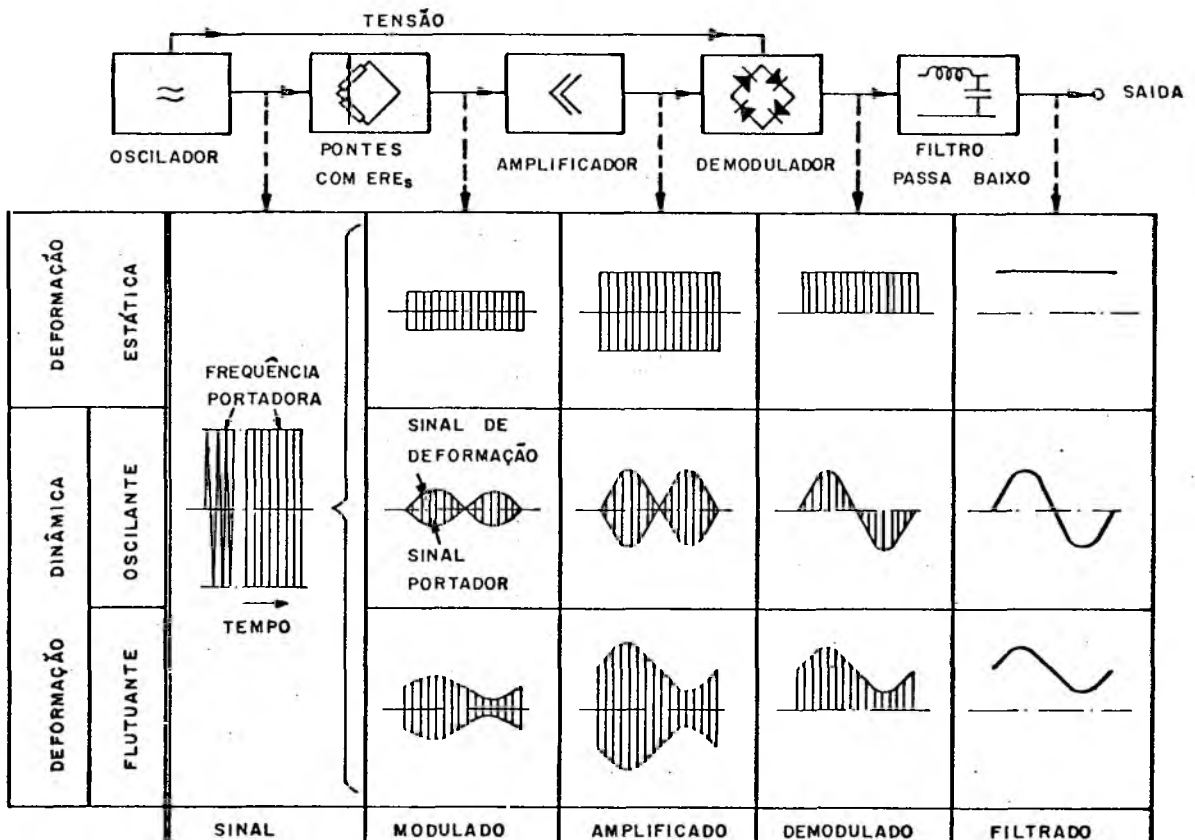 TENSÃO
SAIDA
OSCILADOR
PONTES
COM EREs
AMPLIFICADOR
DEMODULADOR
FILTRO
PASSA BAIXO
DEFORMAÇÃO
ESTÁTICA
FREQUÊNCIA
PORTADORA
TEMPO
DINÂMICA
OSCILANTE
SINAL DE
DEFORMAÇÃO
SINAL
PORTADOR
DEFORMAÇÃO
FLUTUANTE
SINAL
MODULADO
AMPLIFICADO
DEMODULADO
FILTRADO